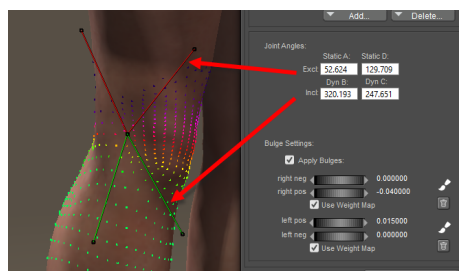 Add... Delete...
Joint Angles:
Static A: Static D:
Excl: 52.624 129.709
Dyn B: Dyn C:
Incl: 320.193 247.651
Bulge Settings:
Apply Bulges:
right neg 0.000000
right pos -0.040000
Use Weight Map
left pos 0.015000
left neg 0.000000
Use Weight Map